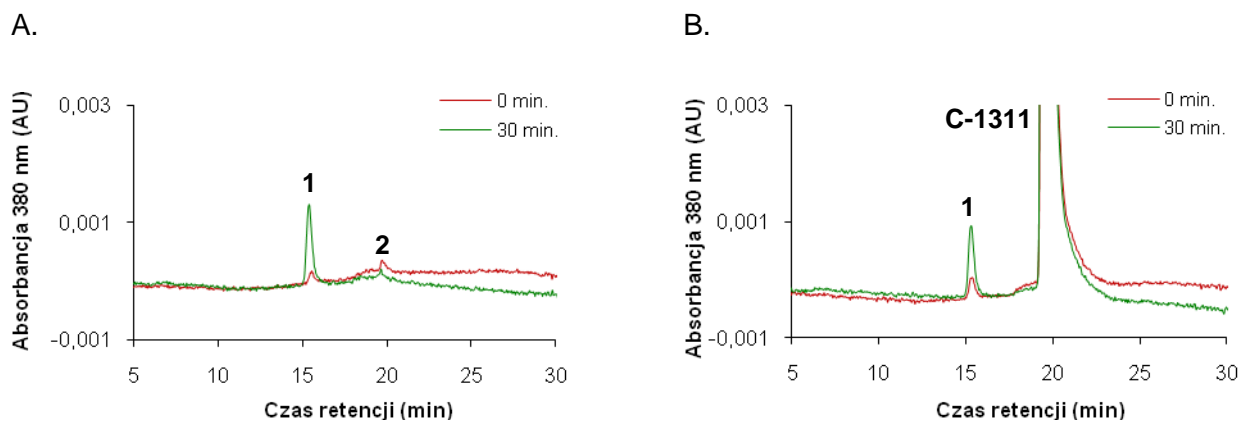 A.
Absorbancja 380 nm (AU)
0,003
0,001
-0,001
0 min.
30 min.
1
2
5 10 15 20 25 30
Czas retencji (min)
B.
Absorbancja 380 nm (AU)
0,003
0,001
-0,001
C-1311
0 min.
30 min.
1
5 10 15 20 25 30
Czas retencji (min)